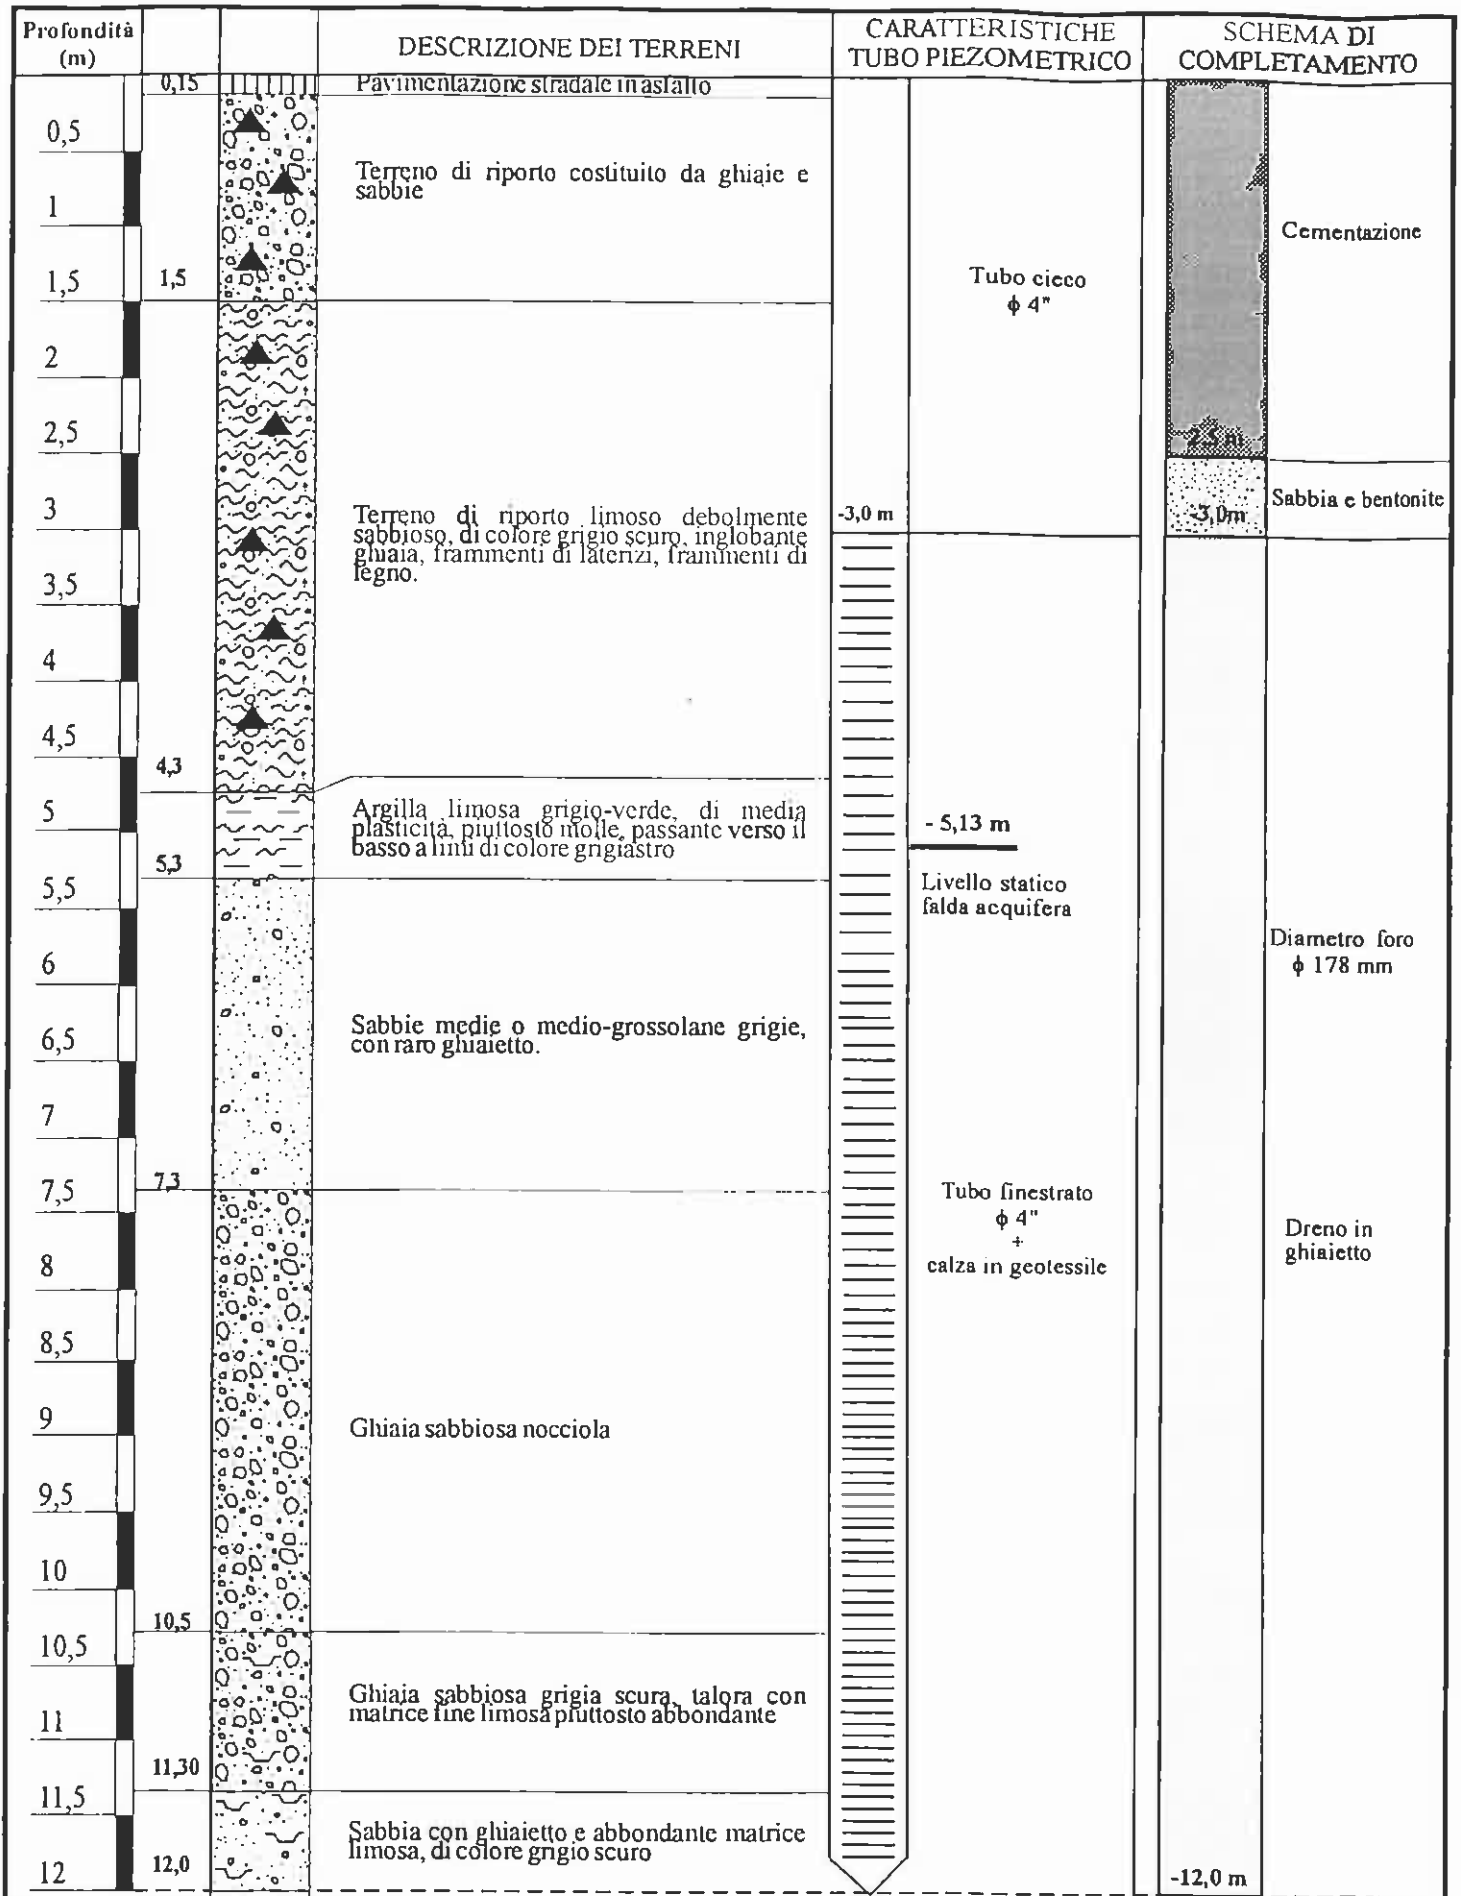 Profondità
(m)
DESCRIZIONE DEI TERRENI
CARATTERISTICHE
TUBO PIEZOMETRICO
SCHEMA DI
COMPLETAMENTO
0,15
Pavimentazione stradale in asfalto
0,5
Terreno di riporto costituito da ghiaie e
sabbie
1
Cementazione
1,5
1,5
Tubo cieco
ϕ 4"
2
2,5
2,5 m
3
Terreno di riporto limoso debolmente
sabbioso, di colore grigio scuro, inglobante
ghiaia, frammenti di laterizi, frammenti di
legno.
-3,0 m
-3,0m
Sabbia e bentonite
3,5
4
4,5
4,3
5
Argilla limosa grigio-verde, di media
plasticità, piuttosto molle, passante verso il
basso a limi di colore grigiastro
- 5,13 m
5,3
5,5
Livello statico
falda acquifera
6
Diametro foro
ϕ 178 mm
6,5
Sabbie medie o medio-grossolane grigie,
con raro ghiaietto.
7
7,3
7,5
Tubo finestrato
ϕ 4"
+
calza in geotessile
8
Dreno in
ghiaietto
8,5
9
Ghiaia sabbiosa nocciola
9,5
10
10,5
10,5
11
Ghiaia sabbiosa grigia scura, talora con
matrice fine limosa piuttosto abbondante
11,30
11,5
Sabbia con ghiaietto e abbondante matrice
limosa, di colore grigio scuro
12
12,0
-12,0 m